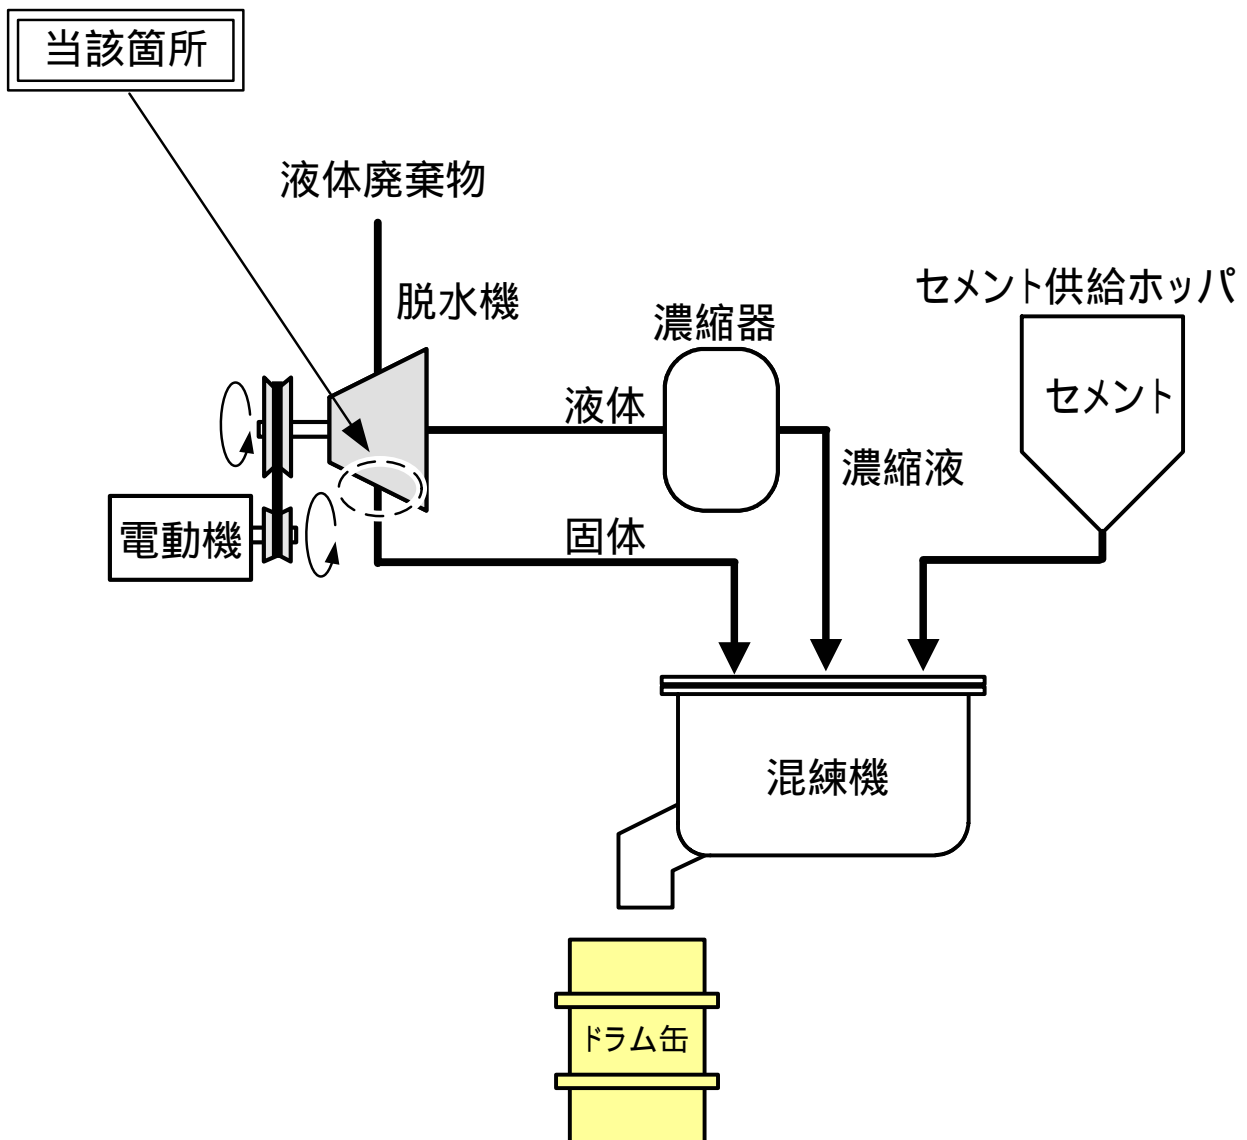 当該箇所
液体廃棄物
脱水機
濃縮器
セメント供給ホッパ
セメント
液体
濃縮液
電動機
固体
混練機
ドラム缶